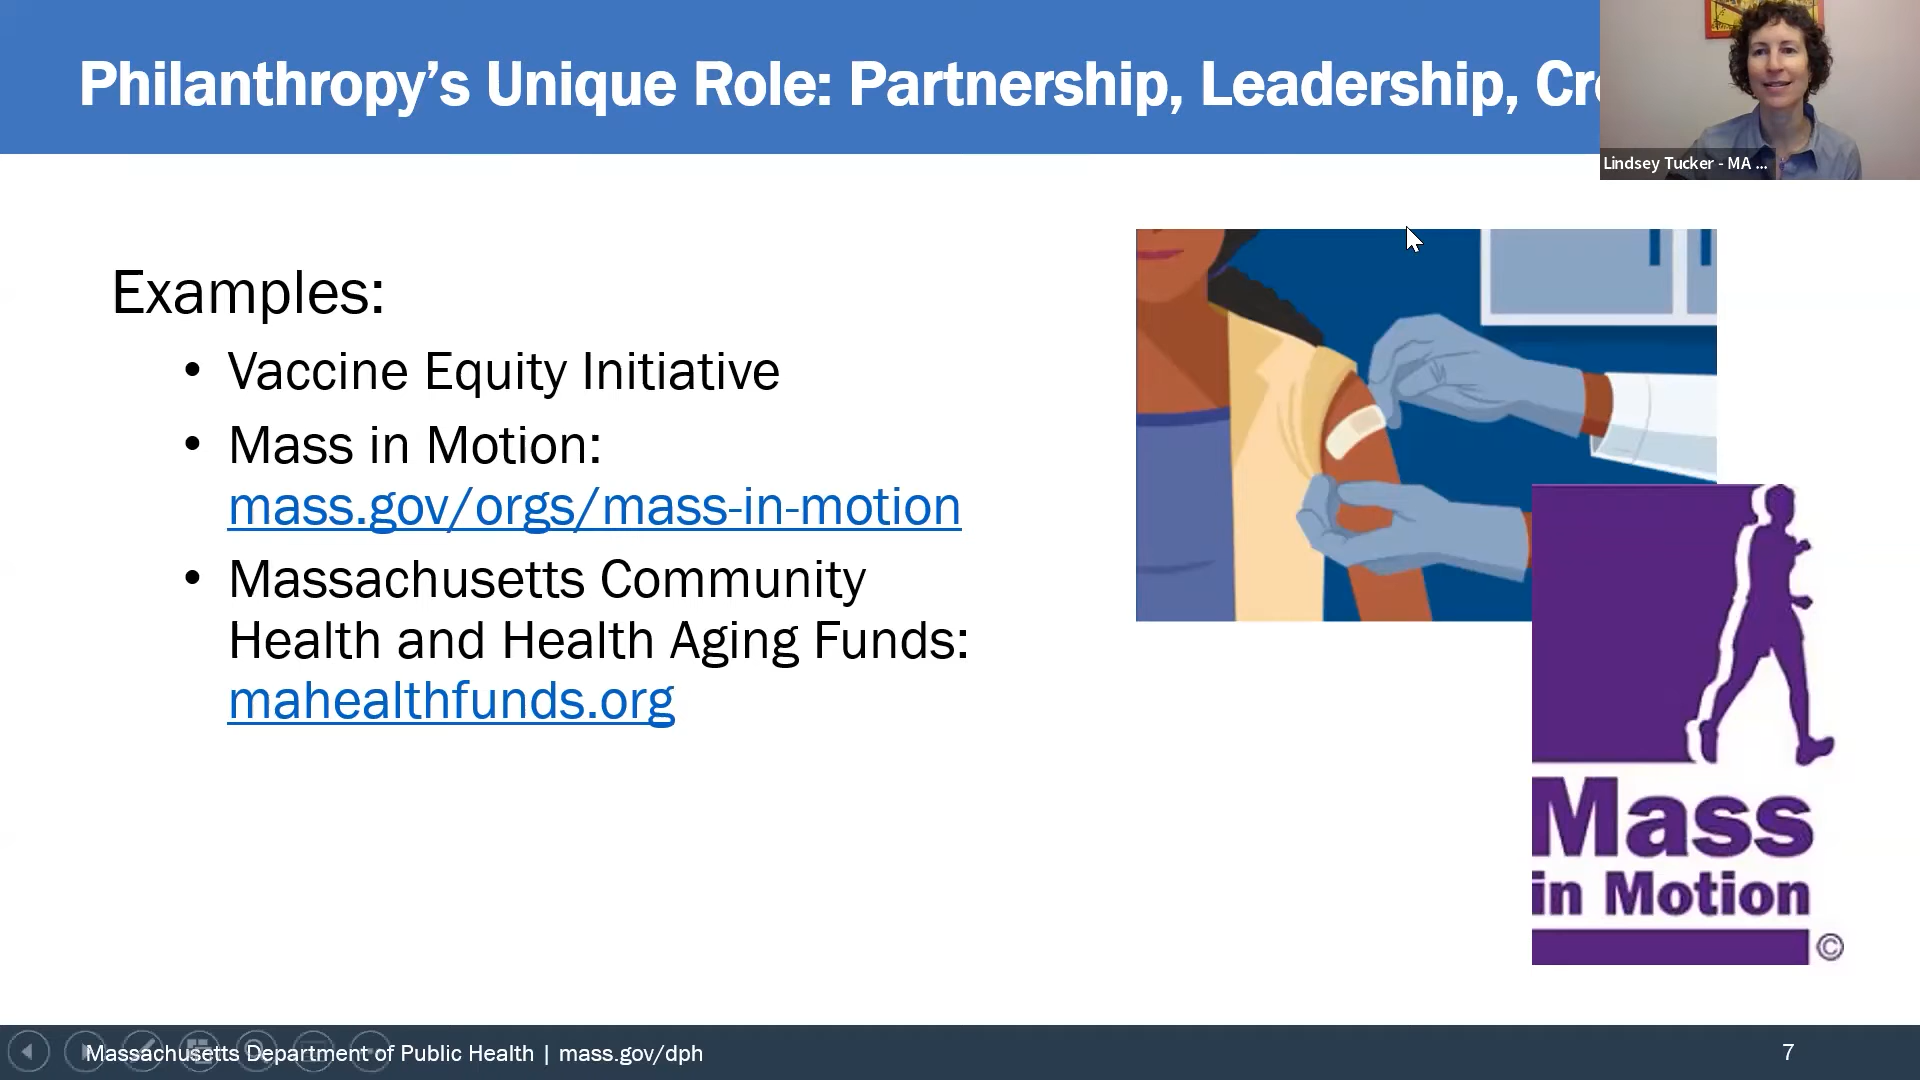 Philanthropy’s Unique Role: Partnership, Leadership,
Lindsey Tucker - MA ...
Examples:
• Vaccine Equity Initiative
• Mass in Motion:
mass.gov/orgs/mass-in-motion
• Massachusetts Community
Health and Health Aging Funds:
mahealthfunds.org
Mass
in Motion
©
Massachusetts Department of Public Health | mass.gov/dph
7